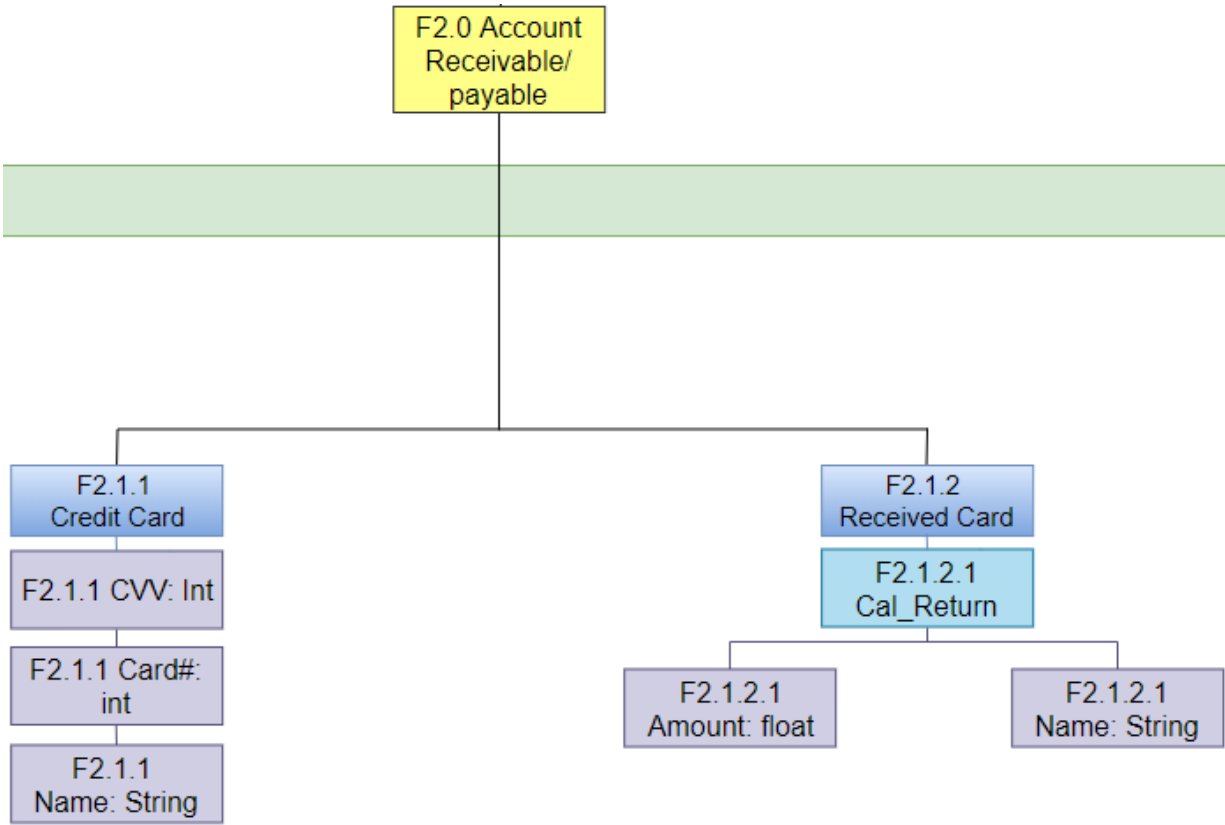 F2.0 Account
Receivable/
payable
F2.1.1
Credit Card
F2.1.1 CVV: Int
F2.1.1 Card#:
int
F2.1.1
Name: String
F2.1.2
Received Card
F2.1.2.1
Cal_Return
F2.1.2.1
Amount: float
F2.1.2.1
Name: String